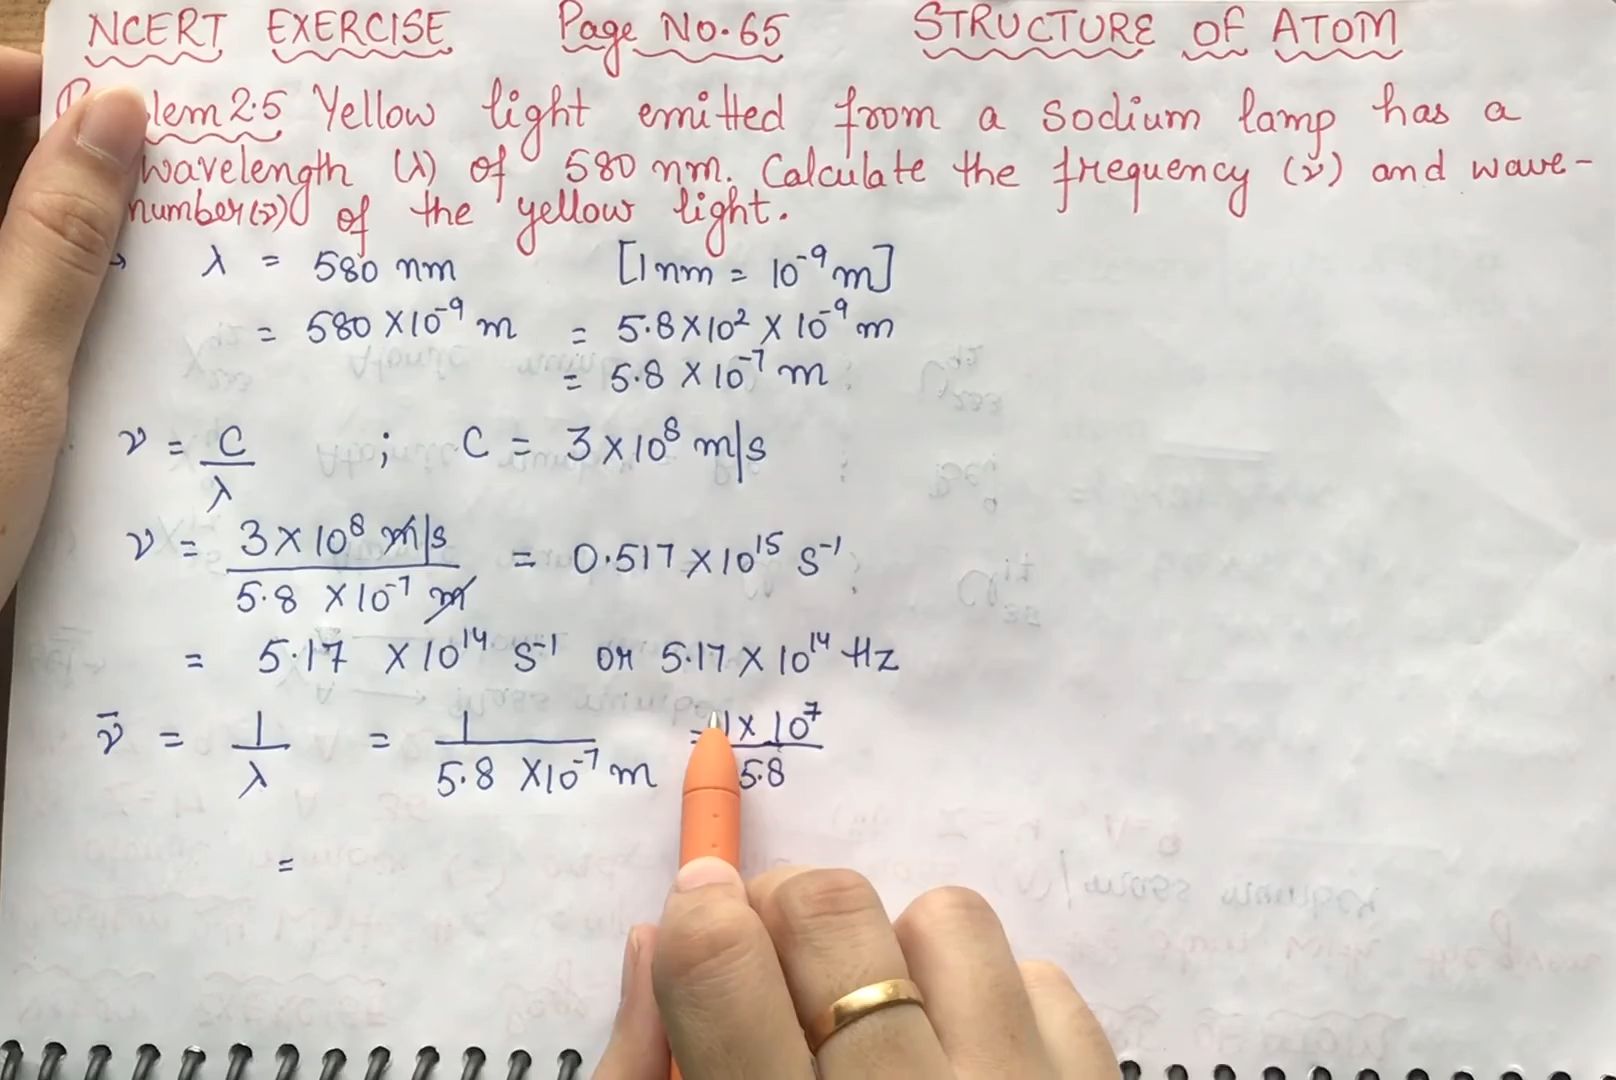 NCERT EXERCISE Page No.65 STRUCTURE OF ATOM
lem 2.5 Yellow light emitted from a sodium lamp has a
wavelength (λ) of 580 nm. Calculate the frequency (ν) and wave-
number(ν̄) of the yellow light.
→ λ = 580 nm [1 nm = 10⁻⁹ m]
= 580 × 10⁻⁹ m = 5.8 × 10² × 10⁻⁹ m
= 5.8 × 10⁻⁷ m
ν = C/λ ; C = 3 × 10⁸ m/s
ν = 3 × 10⁸ m/s / 5.8 × 10⁻⁷ m = 0.517 × 10¹⁵ s⁻¹
= 5.17 × 10¹⁴ s⁻¹ or 5.17 × 10¹⁴ Hz
ν̄ = 1/λ = 1 / 5.8 × 10⁻⁷ m = 1 × 10⁷ / 5.8
=